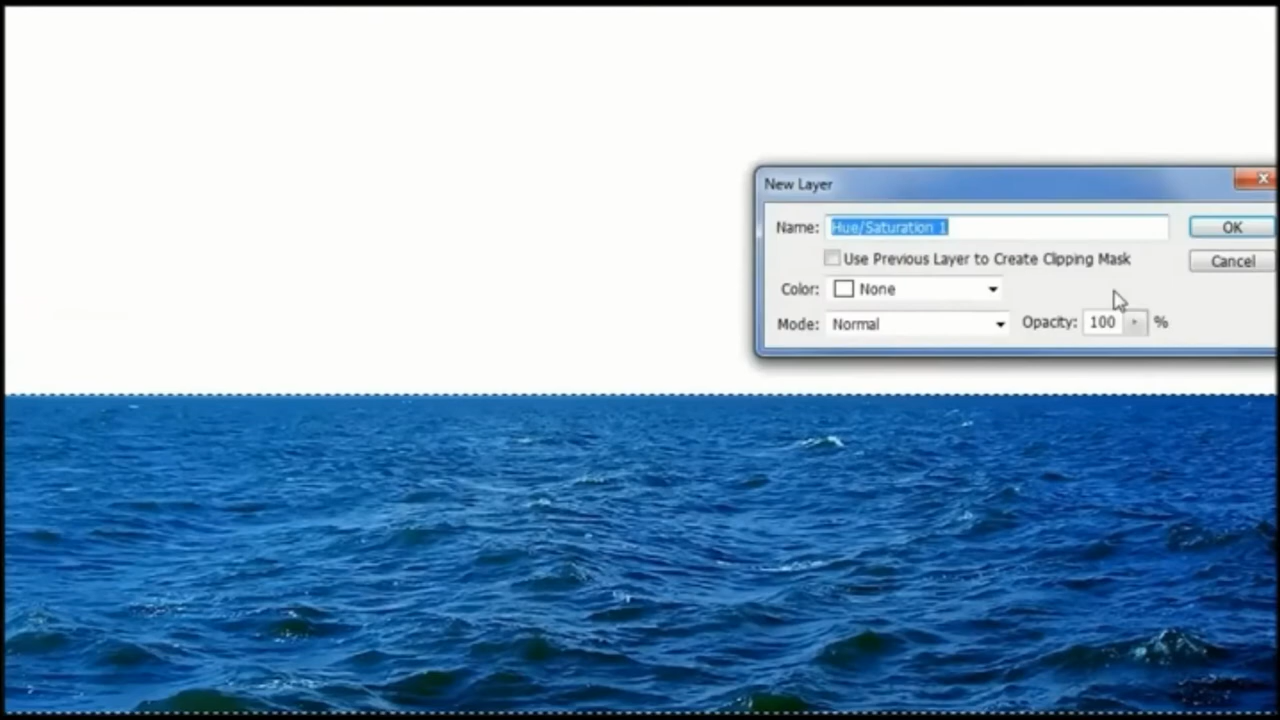 New Layer
Name: Hue/Saturation 1
OK
Use Previous Layer to Create Clipping Mask
Cancel
Color: None
Mode: Normal
Opacity: 100 %